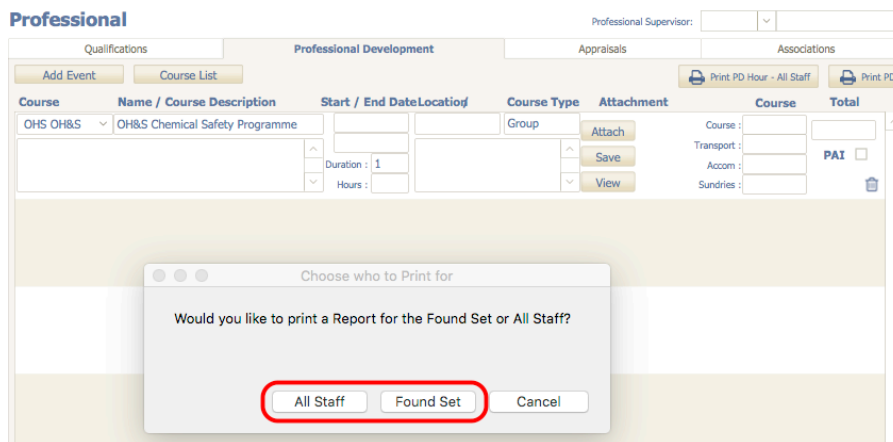 Professional
Professional Supervisor:
Qualifications Professional Development Appraisals Associations
Add Event Course List Print PD Hour - All Staff Print PD
Course Name / Course Description Start / End Date Location Course Type Attachment Course Total
OHS OH&S OH&S Chemical Safety Programme Group Attach Course :
Transport : PAI
Duration : 1 Save Accom :
Hours : View Sundries :
Choose who to Print for
Would you like to print a Report for the Found Set or All Staff?
All Staff Found Set Cancel